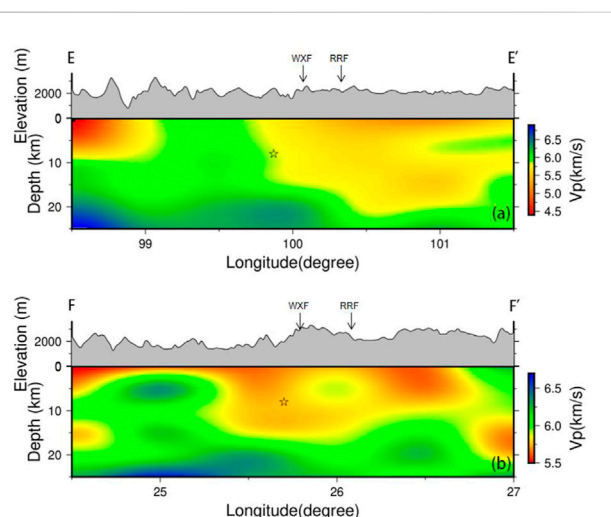 E
WXF
RRF
E′
Elevation (m)
2000
0
Depth (km)
10
20
(a)
99
100
101
Longitude(degree)
6.5
6.0
5.5
5.0
4.5
Vp(km/s)
F
WXF
RRF
F′
Elevation (m)
2000
0
Depth (km)
10
20
(b)
25
26
27
Longitude(degree)
6.5
6.0
5.5
Vp(km/s)